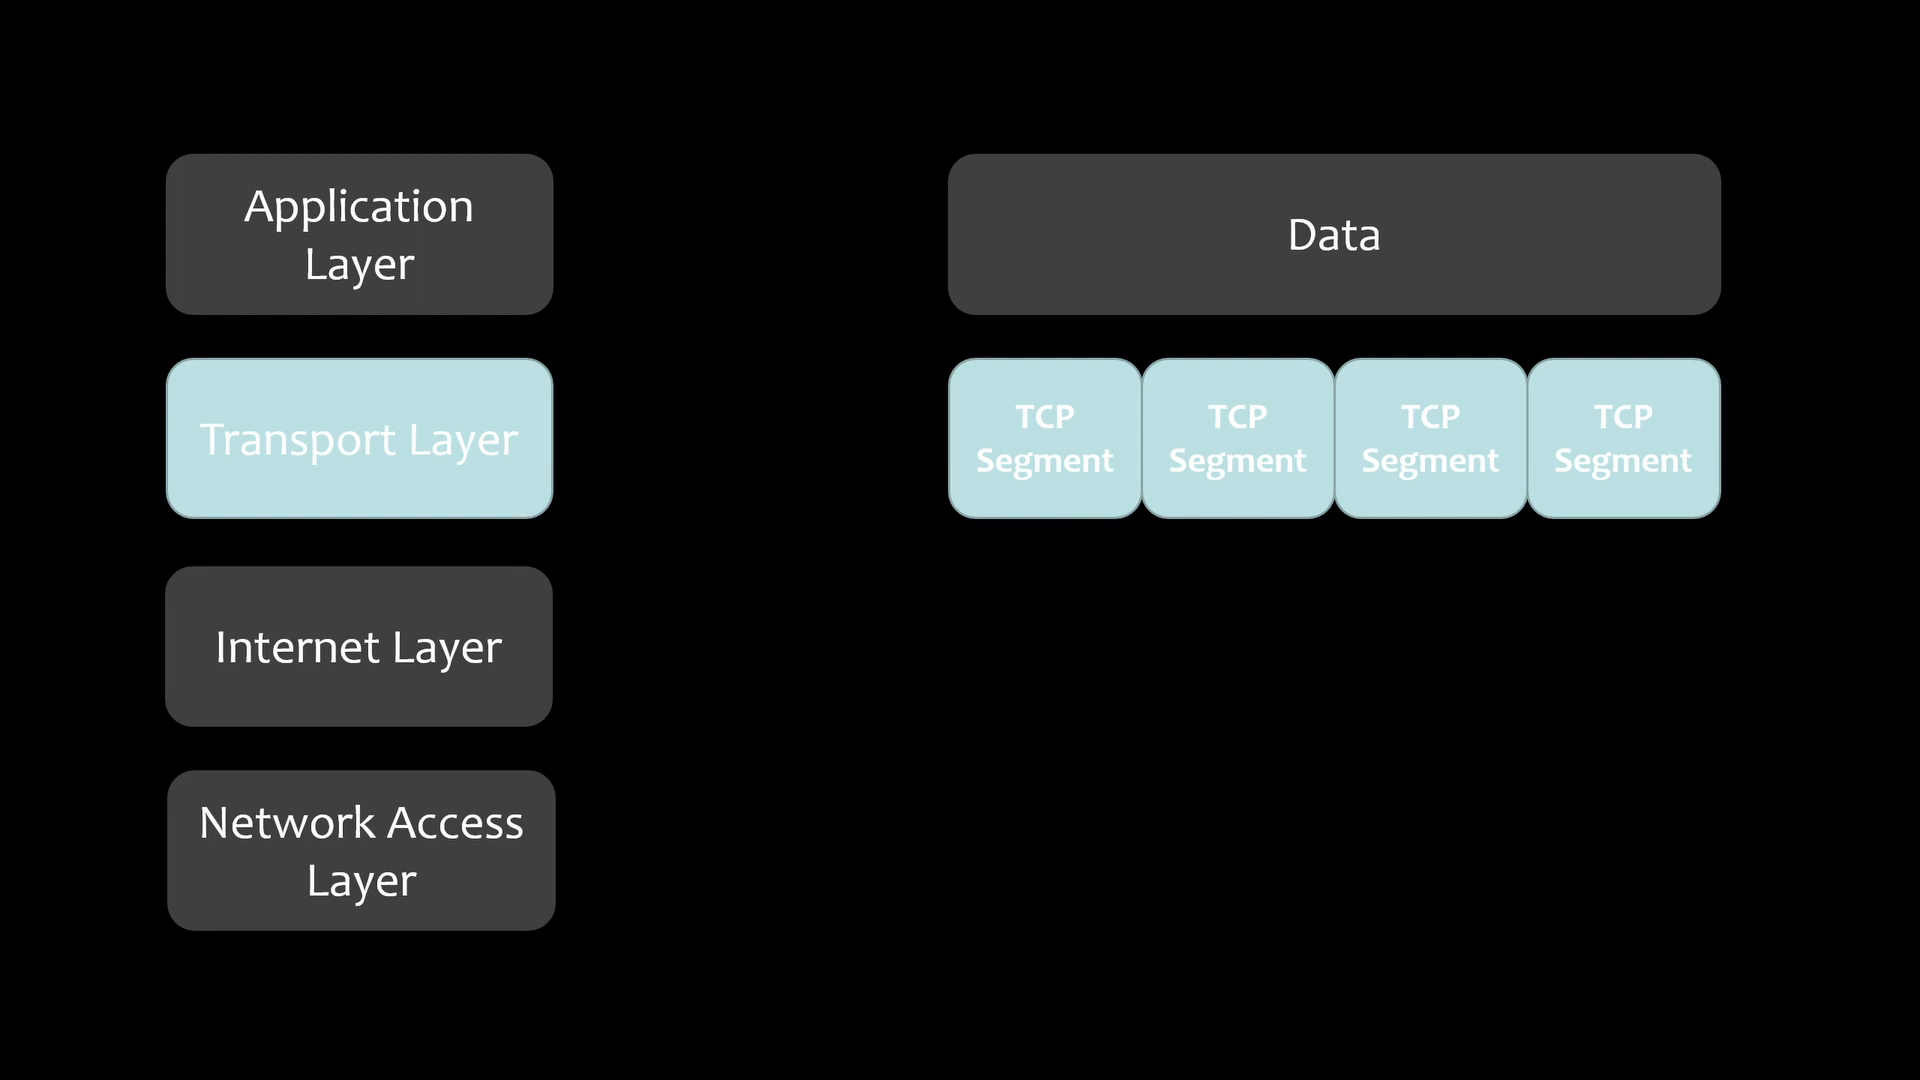 Application
Layer
Data
Transport Layer
TCP
Segment
TCP
Segment
TCP
Segment
TCP
Segment
Internet Layer
Network Access
Layer